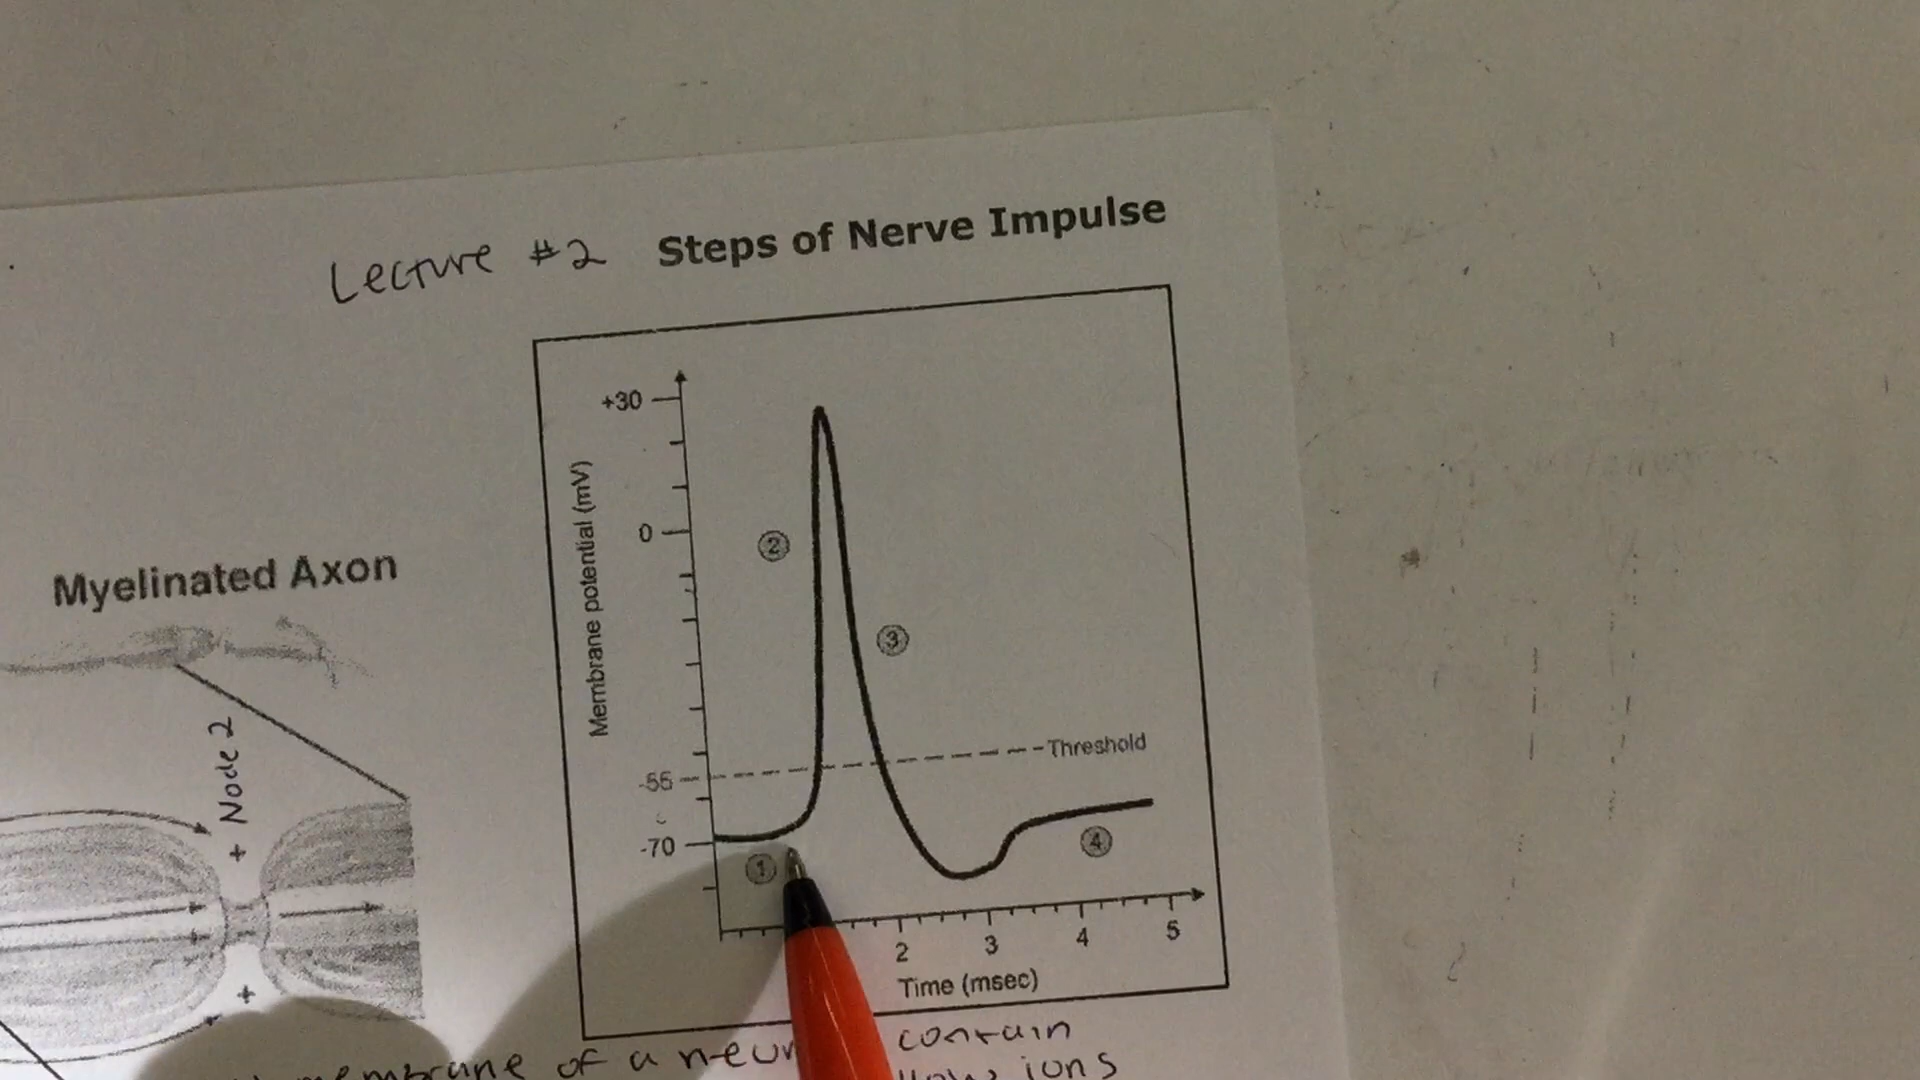 Lecture #2 Steps of Nerve Impulse
Myelinated Axon
+ Node 2
+
Membrane potential (mV)
+30
0
-55
-70
②
③
①
④
Threshold
2 3 4 5
Time (msec)
membrane of a contain
ions